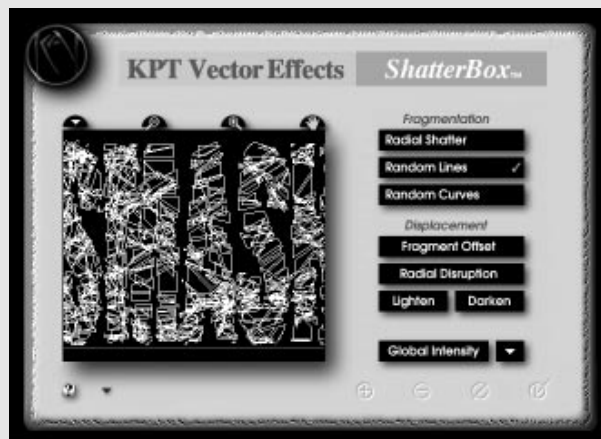 KPT Vector Effects ShatterBox™
Fragmentation
Radial Shatter
Random Lines ✓
Random Curves
Displacement
Fragment Offset
Radial Disruption
Lighten Darken
Global Intensity
?